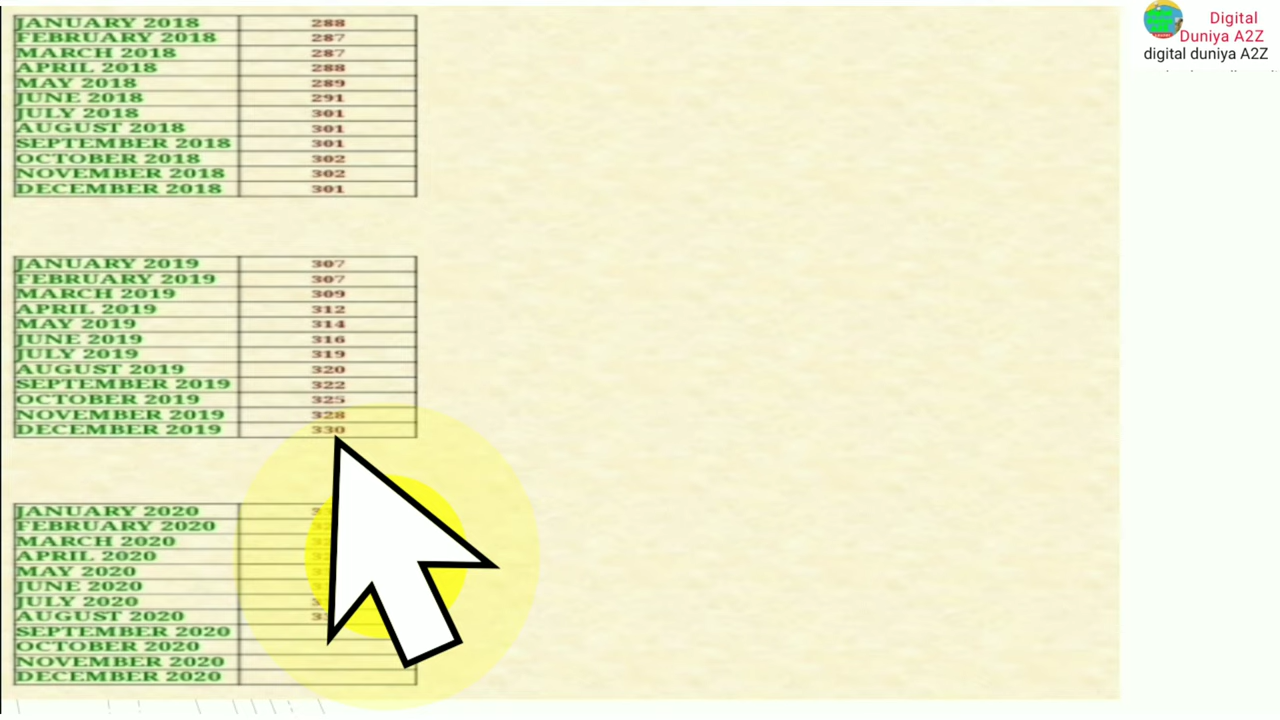 JANUARY 2018 288
FEBRUARY 2018 287
MARCH 2018 287
APRIL 2018 288
MAY 2018 289
JUNE 2018 291
JULY 2018 301
AUGUST 2018 301
SEPTEMBER 2018 301
OCTOBER 2018 302
NOVEMBER 2018 302
DECEMBER 2018 301
JANUARY 2019 307
FEBRUARY 2019 307
MARCH 2019 309
APRIL 2019 312
MAY 2019 314
JUNE 2019 316
JULY 2019 319
AUGUST 2019 320
SEPTEMBER 2019 322
OCTOBER 2019 325
NOVEMBER 2019 328
DECEMBER 2019 330
JANUARY 2020
FEBRUARY 2020
MARCH 2020
APRIL 2020
MAY 2020
JUNE 2020
JULY 2020
AUGUST 2020
SEPTEMBER 2020
OCTOBER 2020
NOVEMBER 2020
DECEMBER 2020
Digital
Duniya A2Z
digital duniya A2Z